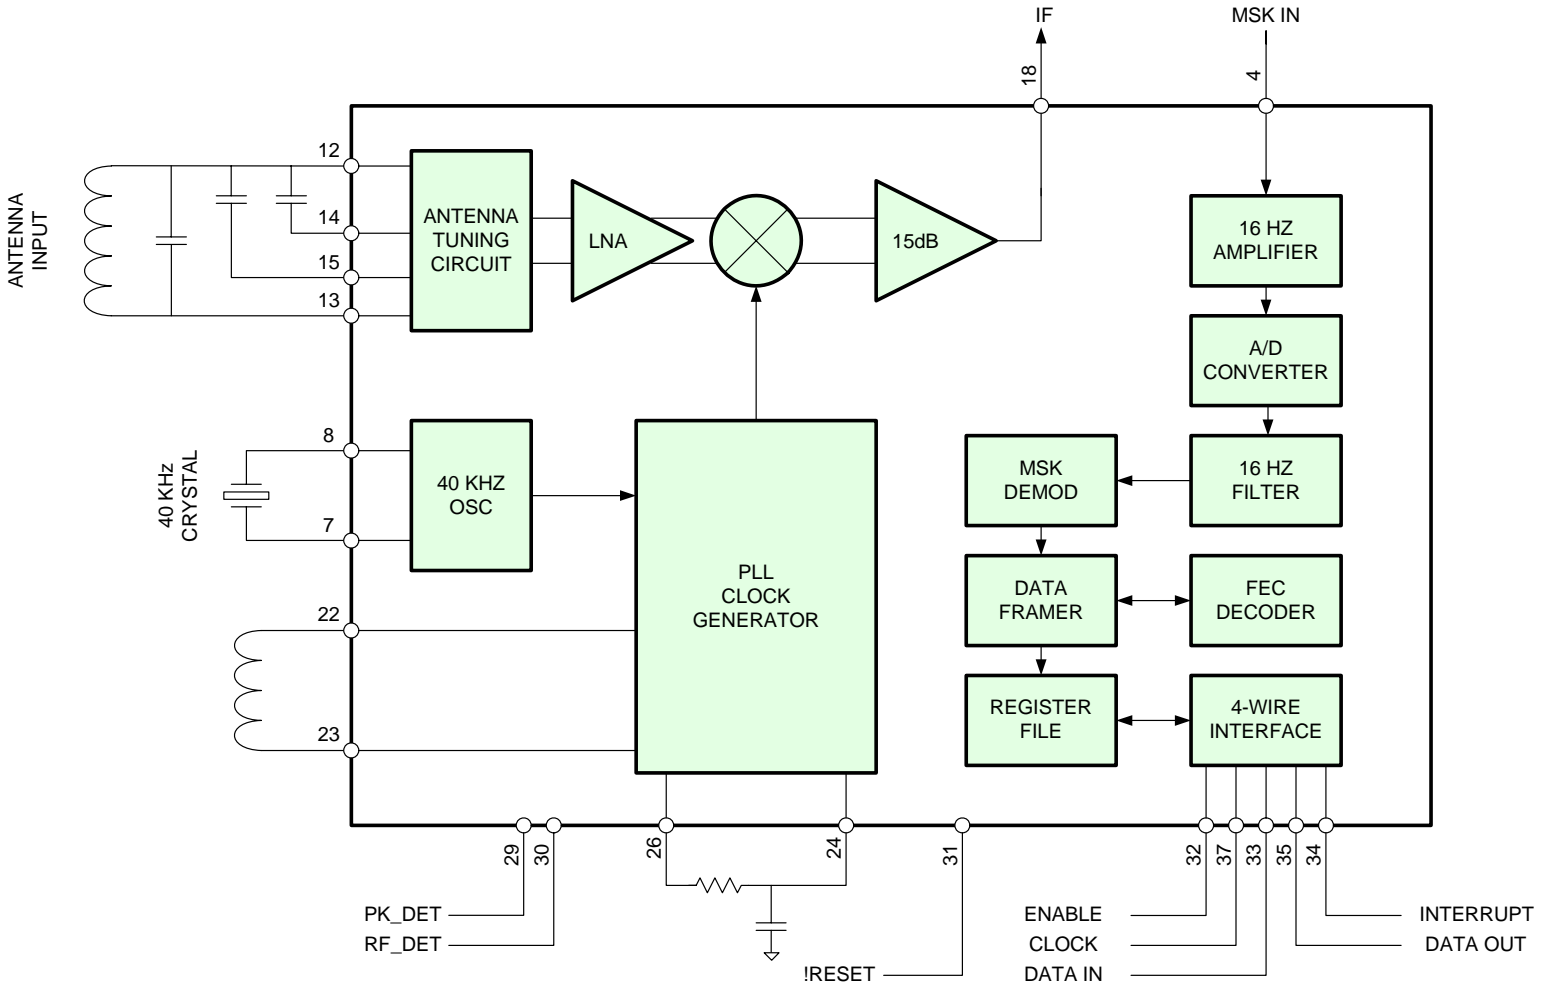 IF
MSK IN
18
4
12
14
15
13
ANTENNA
INPUT
ANTENNA
TUNING
CIRCUIT
LNA
15dB
16 HZ
AMPLIFIER
A/D
CONVERTER
8
7
40 KHz
CRYSTAL
40 KHZ
OSC
MSK
DEMOD
16 HZ
FILTER
PLL
CLOCK
GENERATOR
DATA
FRAMER
FEC
DECODER
22
23
REGISTER
FILE
4-WIRE
INTERFACE
29
30
26
24
31
32
37
33
35
34
PK_DET
RF_DET
!RESET
ENABLE
CLOCK
DATA IN
INTERRUPT
DATA OUT